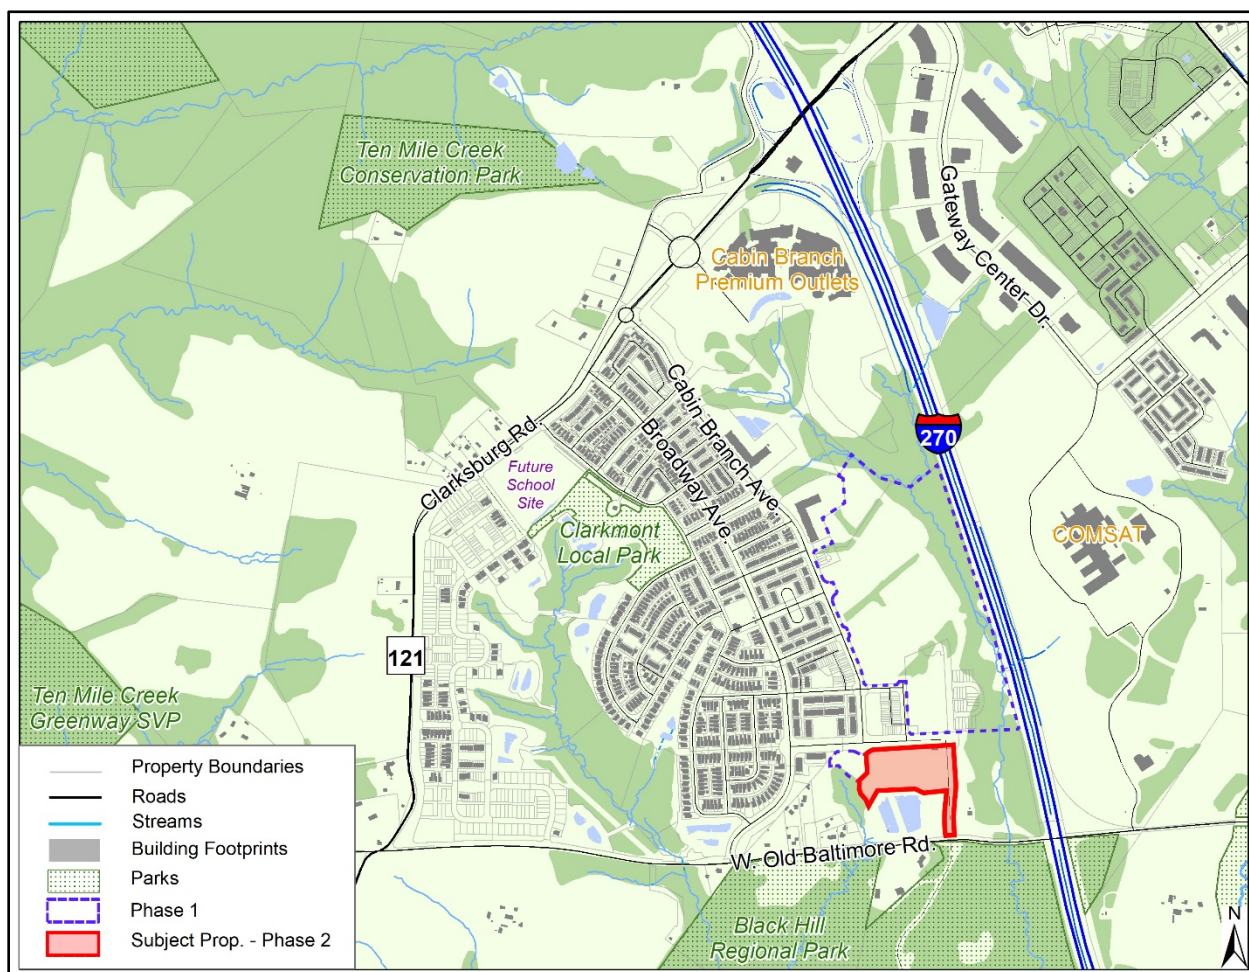 Ten Mile Creek
Conservation Park
Cabin Branch
Premium Outlets
Gateway Center Dr.
Cabin Branch Ave.
Broadway Ave.
Clarksburg Rd.
Future
School
Site
Clarkmont
Local Park
270
COMSAT
121
Ten Mile Creek
Greenway SVP
W. Old Baltimore Rd.
Black Hill
Regional Park
Property Boundaries
Roads
Streams
Building Footprints
Parks
Phase 1
Subject Prop. - Phase 2
N